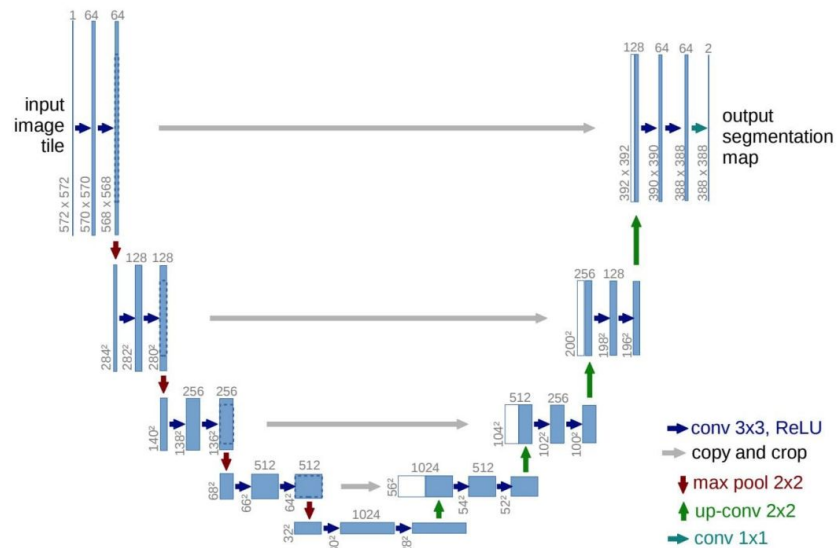 1 64 64
128 64 64 2
input
image
tile
output
segmentation
map
572 x 572
570 x 570
568 x 568
392 x 392
390 x 390
388 x 388
388 x 388
128 128
256 128
284²
282²
280²
200²
198²
196²
256 256
512 256
140²
138²
136²
104²
102²
100²
512 512
1024 512
68²
66²
64²
56²
54²
52²
1024
32²
conv 3x3, ReLU
copy and crop
max pool 2x2
up-conv 2x2
conv 1x1